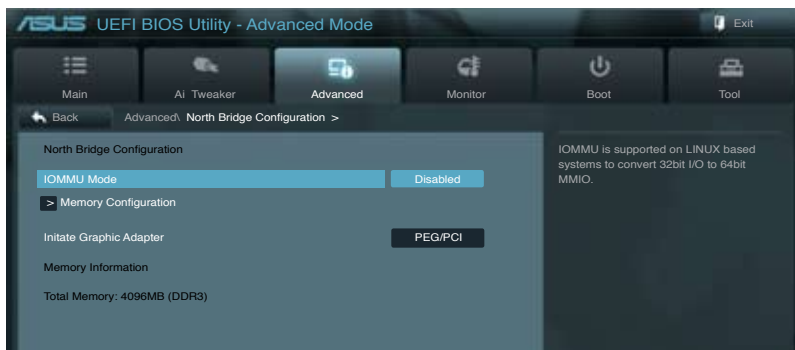 ASUS UEFI BIOS Utility - Advanced Mode
Exit
Main
Ai Tweaker
Advanced
Monitor
Boot
Tool
Back
Advanced\ North Bridge Configuration >
North Bridge Configuration
IOMMU Mode Disabled
> Memory Configuration
Initate Graphic Adapter PEG/PCI
Memory Information
Total Memory: 4096MB (DDR3)
IOMMU is supported on LINUX based
systems to convert 32bit I/O to 64bit
MMIO.